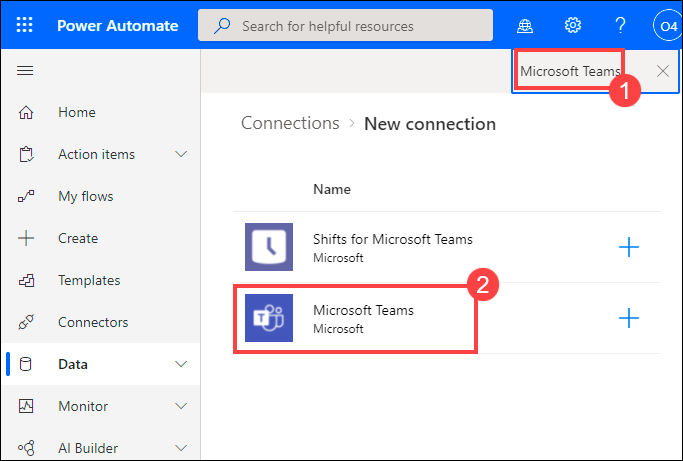 Power Automate
Search for helpful resources
?
O4
Microsoft Teams
1
Home
Action items
My flows
Create
Templates
Connectors
Data
Monitor
AI Builder
Connections > New connection
Name
Shifts for Microsoft Teams
Microsoft
2
Microsoft Teams
Microsoft